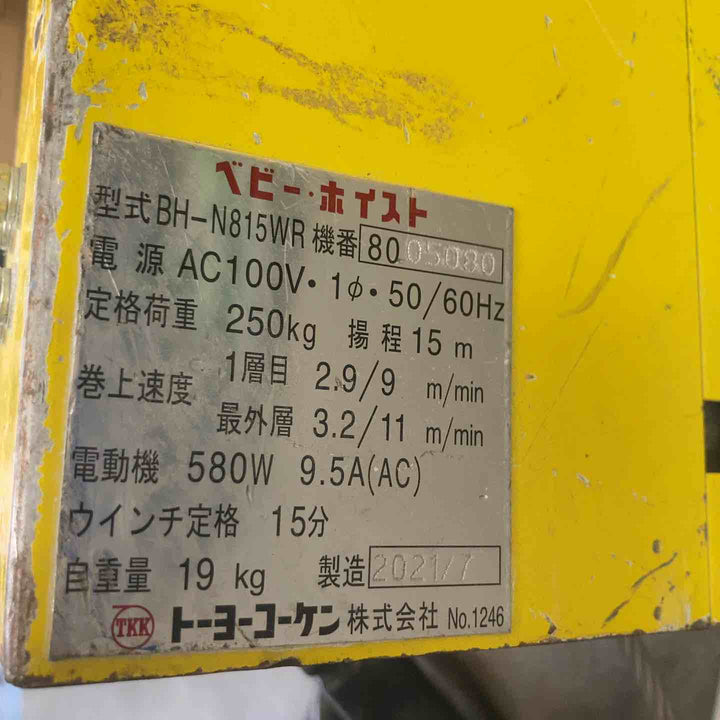 ベビー・ホイスト
型式 BH-N815WR 機番 80 05080
電源 AC100V・1φ・50/60Hz
定格荷重 250kg 揚程 15 m
巻上速度 1層目 2.9/9 m/min
最外層 3.2/11 m/min
電動機 580W 9.5A(AC)
ウインチ定格 15分
自重量 19 kg 製造 2021/7
TKK トーヨーコーケン株式会社 No.1246